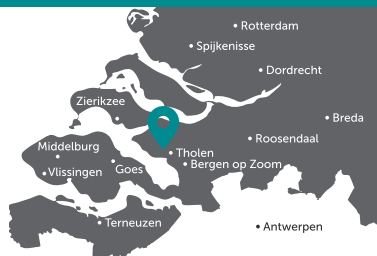 Rotterdam
Spijkenisse
Dordrecht
Zierikzee
Breda
Roosendaal
Middelburg
Tholen
Bergen op Zoom
Goes
Vlissingen
Terneuzen
Antwerpen